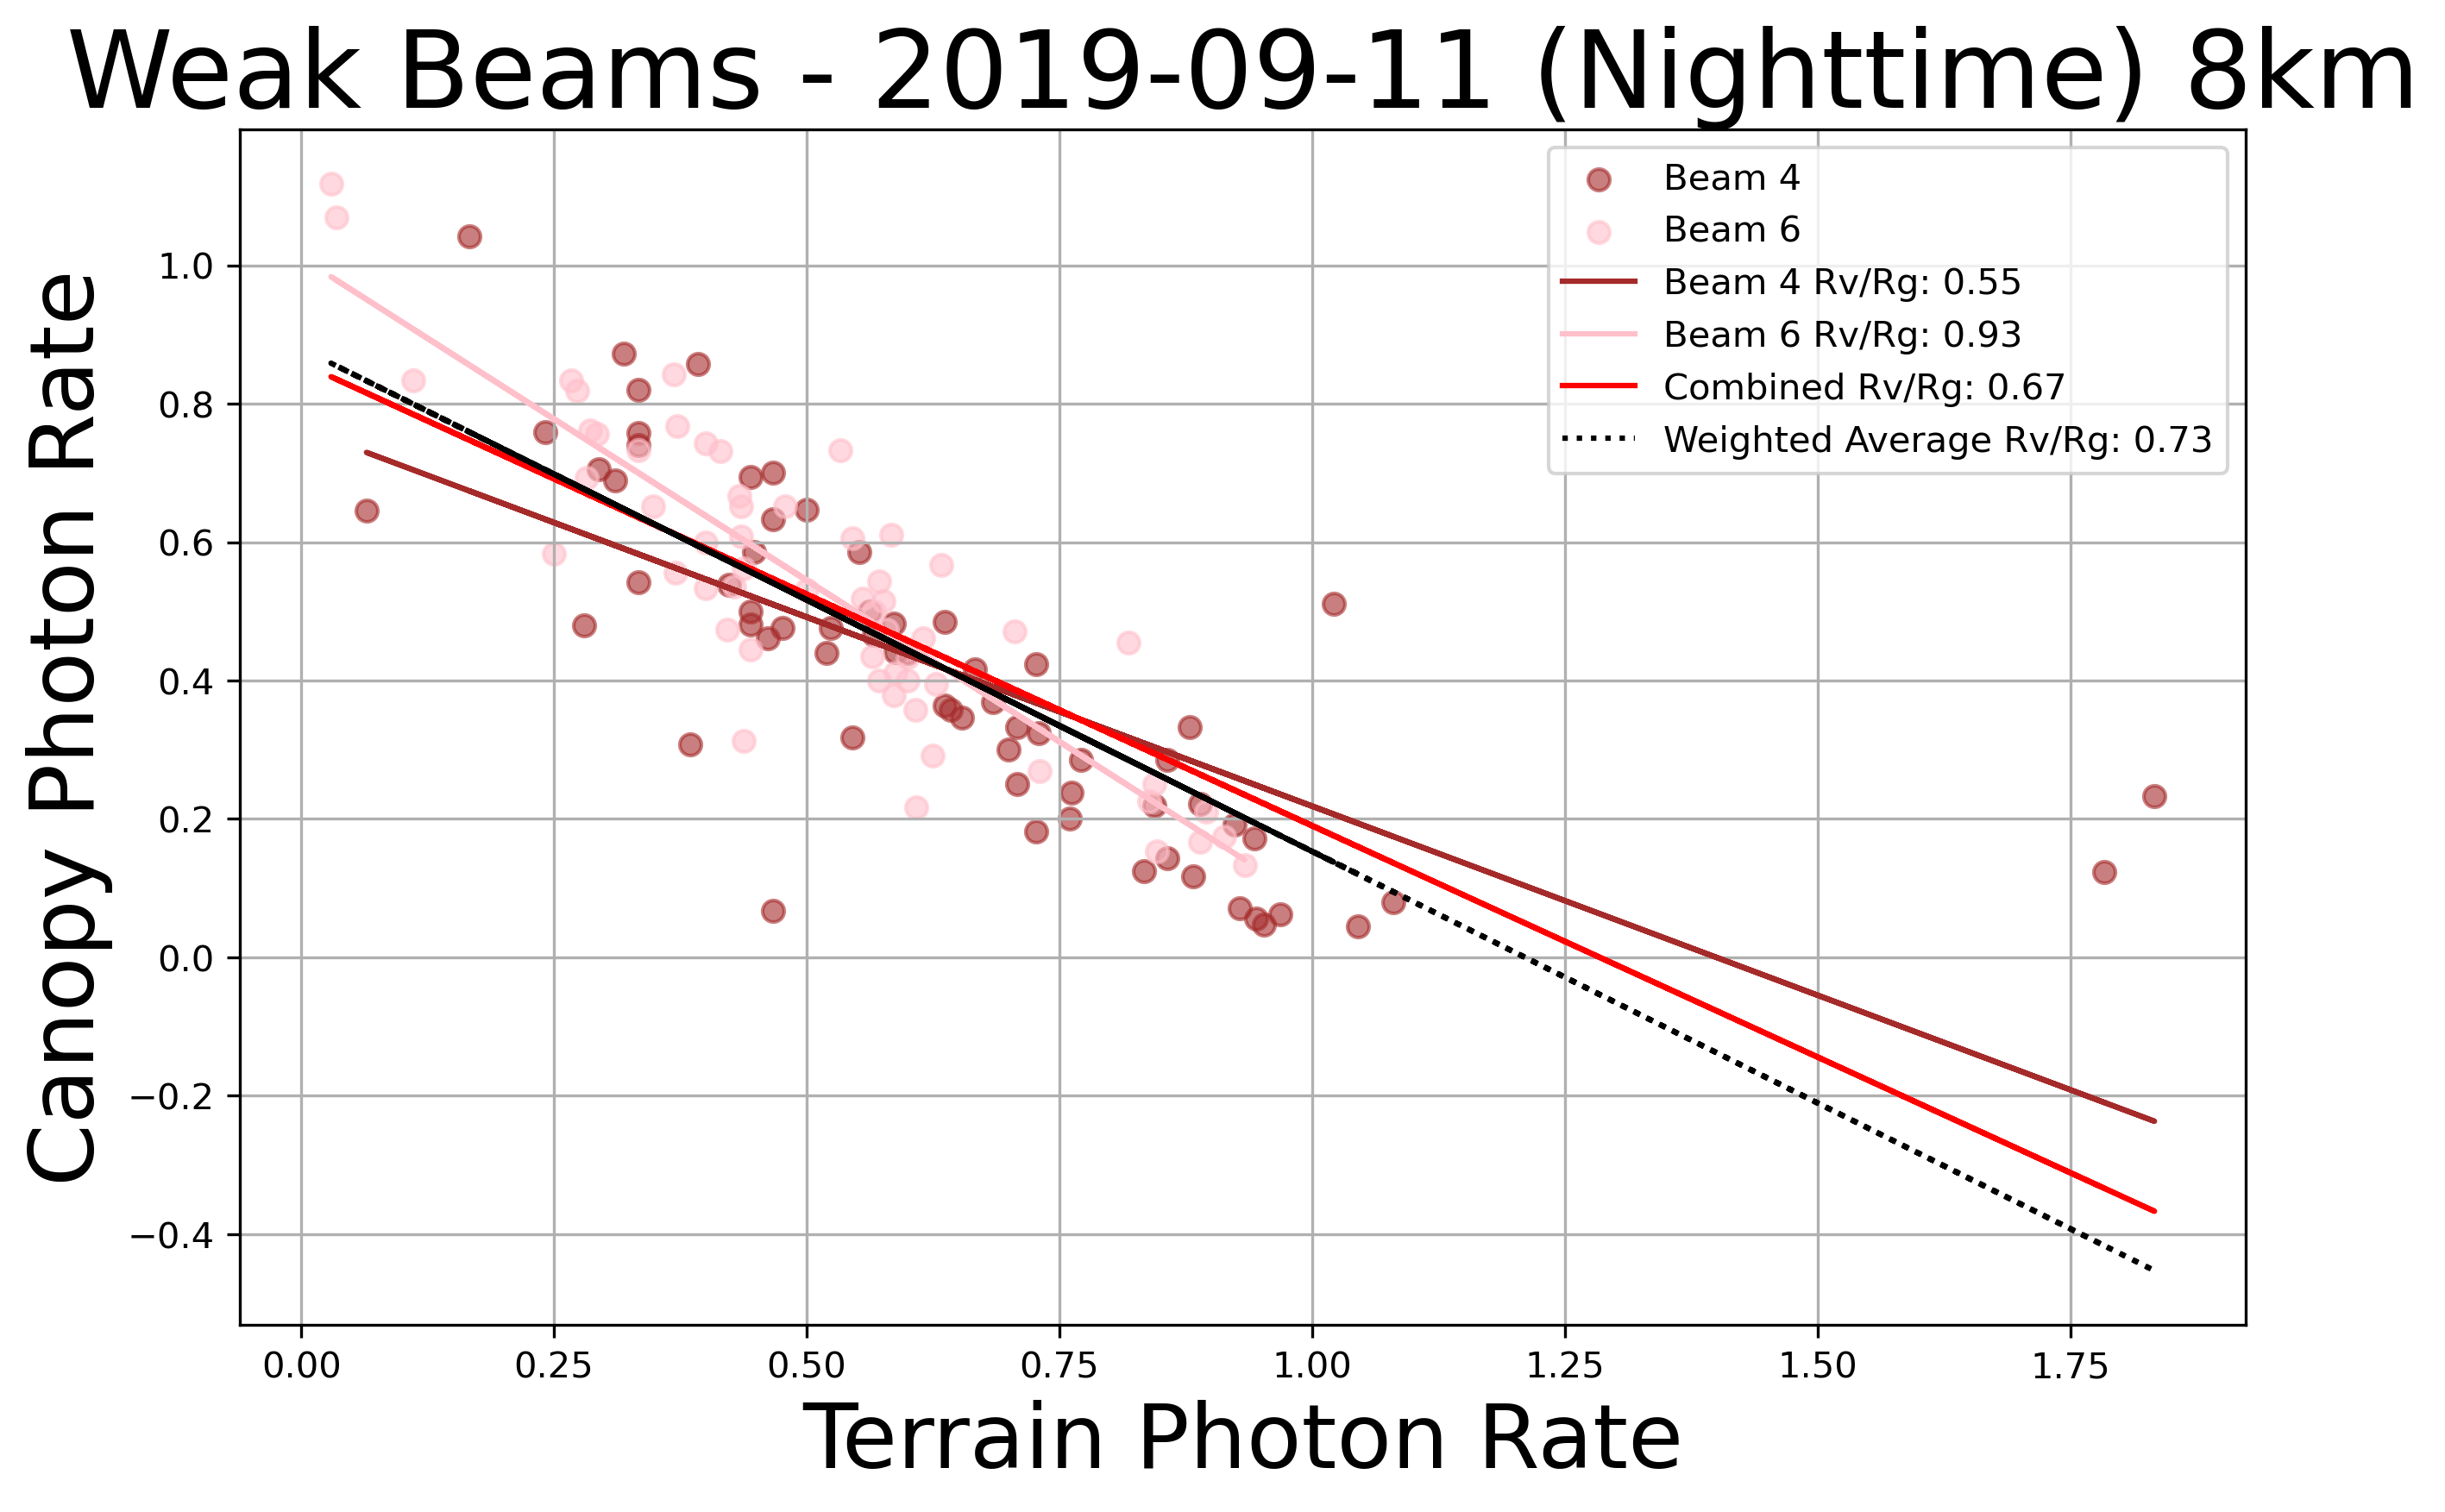 Weak Beams - 2019-09-11 (Nighttime) 8km
Canopy Photon Rate
1.0
0.8
0.6
0.4
0.2
0.0
−0.2
−0.4
Beam 4
Beam 6
Beam 4 Rv/Rg: 0.55
Beam 6 Rv/Rg: 0.93
Combined Rv/Rg: 0.67
Weighted Average Rv/Rg: 0.73
0.00 0.25 0.50 0.75 1.00 1.25 1.50 1.75
Terrain Photon Rate